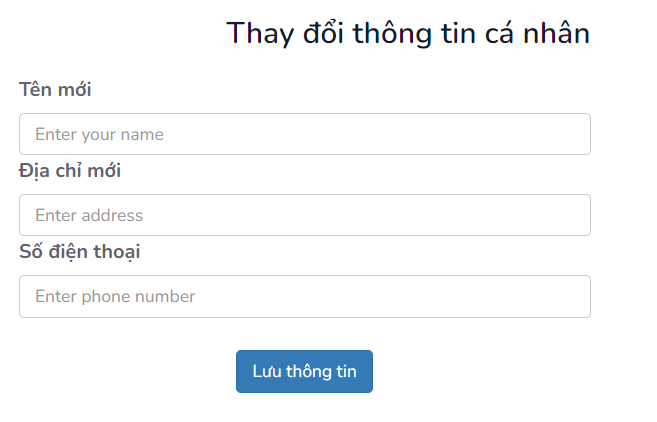 Thay đổi thông tin cá nhân
Tên mới
Enter your name
Địa chỉ mới
Enter address
Số điện thoại
Enter phone number
Lưu thông tin